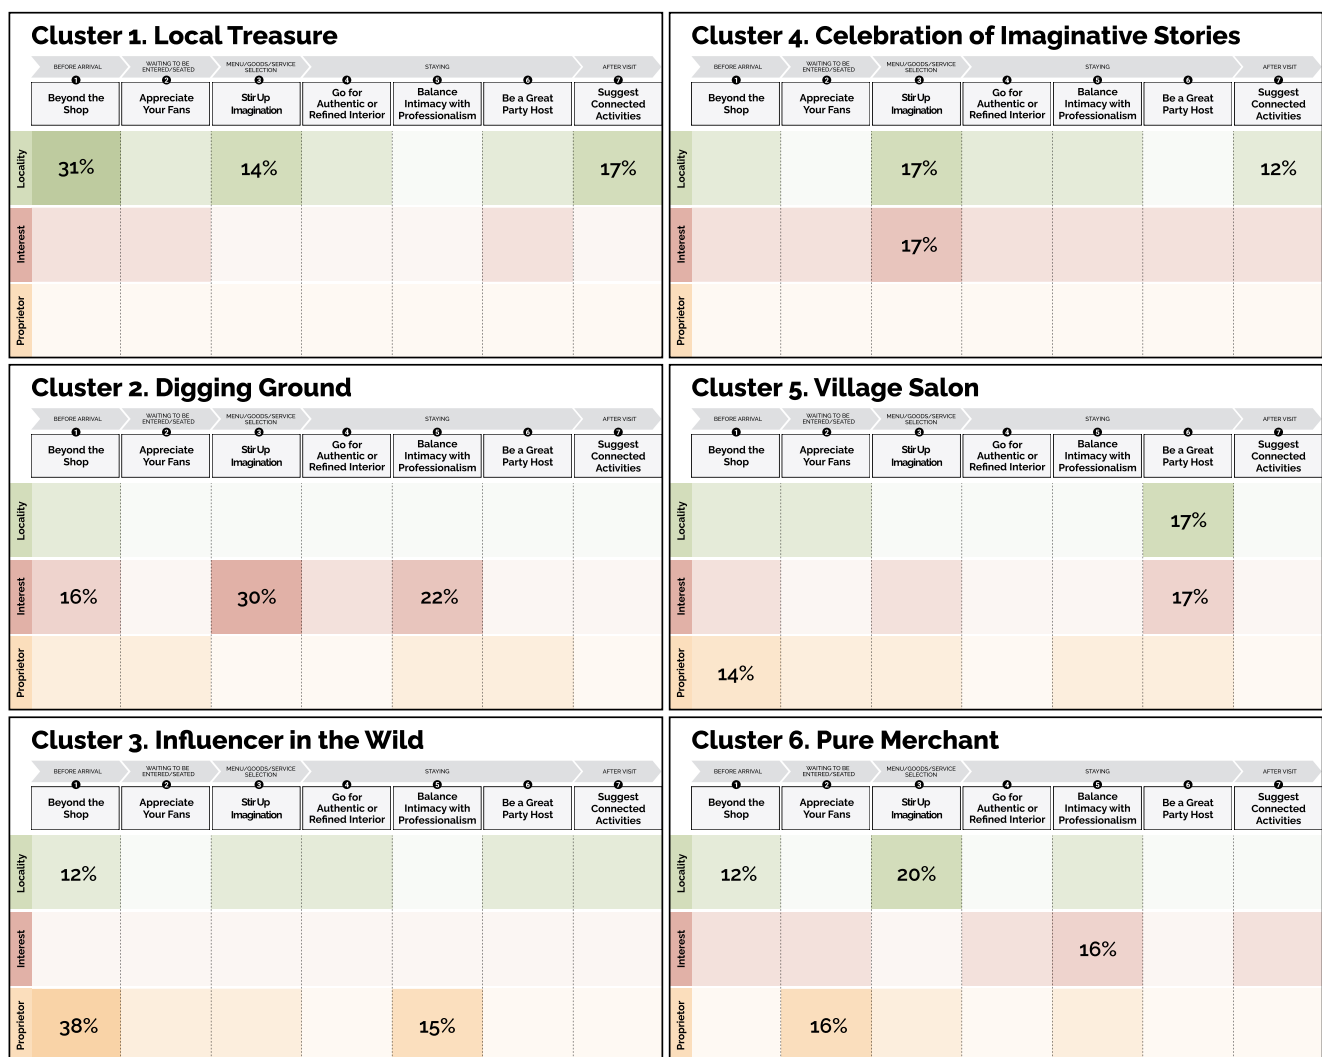 Cluster 1. Local Treasure
BEFORE ARRIVAL
WAITING TO BE
ENTERED/SEATED
MENU/GOODS/SERVICE
SELECTION
STAYING
AFTER VISIT
1 2 3 4 5 6 7
Beyond the
Shop
Appreciate
Your Fans
Stir Up
Imagination
Go for
Authentic or
Refined Interior
Balance
Intimacy with
Professionalism
Be a Great
Party Host
Suggest
Connected
Activities
Locality
31% 14% 17%
Interest
Proprietor
Cluster 4. Celebration of Imaginative Stories
BEFORE ARRIVAL
WAITING TO BE
ENTERED/SEATED
MENU/GOODS/SERVICE
SELECTION
STAYING
AFTER VISIT
1 2 3 4 5 6 7
Beyond the
Shop
Appreciate
Your Fans
Stir Up
Imagination
Go for
Authentic or
Refined Interior
Balance
Intimacy with
Professionalism
Be a Great
Party Host
Suggest
Connected
Activities
Locality
17% 12%
Interest
17%
Proprietor
Cluster 2. Digging Ground
BEFORE ARRIVAL
WAITING TO BE
ENTERED/SEATED
MENU/GOODS/SERVICE
SELECTION
STAYING
AFTER VISIT
1 2 3 4 5 6 7
Beyond the
Shop
Appreciate
Your Fans
Stir Up
Imagination
Go for
Authentic or
Refined Interior
Balance
Intimacy with
Professionalism
Be a Great
Party Host
Suggest
Connected
Activities
Locality
Interest
16% 30% 22%
Proprietor
Cluster 5. Village Salon
BEFORE ARRIVAL
WAITING TO BE
ENTERED/SEATED
MENU/GOODS/SERVICE
SELECTION
STAYING
AFTER VISIT
1 2 3 4 5 6 7
Beyond the
Shop
Appreciate
Your Fans
Stir Up
Imagination
Go for
Authentic or
Refined Interior
Balance
Intimacy with
Professionalism
Be a Great
Party Host
Suggest
Connected
Activities
Locality
17%
Interest
17%
Proprietor
14%
Cluster 3. Influencer in the Wild
BEFORE ARRIVAL
WAITING TO BE
ENTERED/SEATED
MENU/GOODS/SERVICE
SELECTION
STAYING
AFTER VISIT
1 2 3 4 5 6 7
Beyond the
Shop
Appreciate
Your Fans
Stir Up
Imagination
Go for
Authentic or
Refined Interior
Balance
Intimacy with
Professionalism
Be a Great
Party Host
Suggest
Connected
Activities
Locality
12%
Interest
Proprietor
38% 15%
Cluster 6. Pure Merchant
BEFORE ARRIVAL
WAITING TO BE
ENTERED/SEATED
MENU/GOODS/SERVICE
SELECTION
STAYING
AFTER VISIT
1 2 3 4 5 6 7
Beyond the
Shop
Appreciate
Your Fans
Stir Up
Imagination
Go for
Authentic or
Refined Interior
Balance
Intimacy with
Professionalism
Be a Great
Party Host
Suggest
Connected
Activities
Locality
12% 20%
Interest
16%
Proprietor
16%